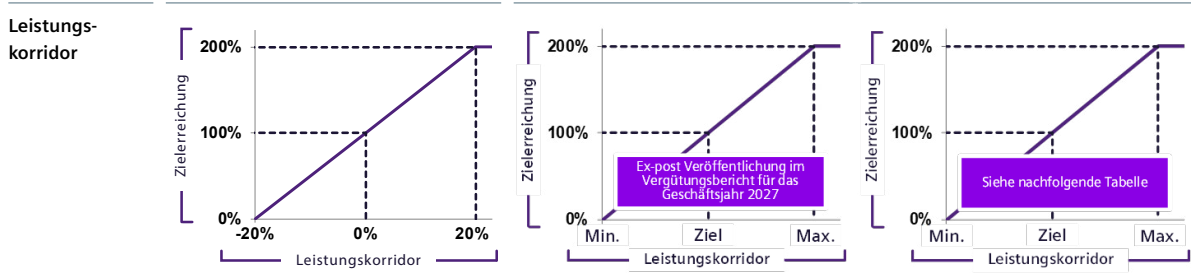 Leistungs-
korridor
Zielerreichung
200%
100%
0%
-20%
0%
20%
Leistungskorridor
Zielerreichung
200%
100%
0%
Ex-post Veröffentlichung im
Vergütungsbericht für das
Geschäftsjahr 2027
Min.
Ziel
Max.
Leistungskorridor
Zielerreichung
200%
100%
0%
Siehe nachfolgende Tabelle
Min.
Ziel
Max.
Leistungskorridor